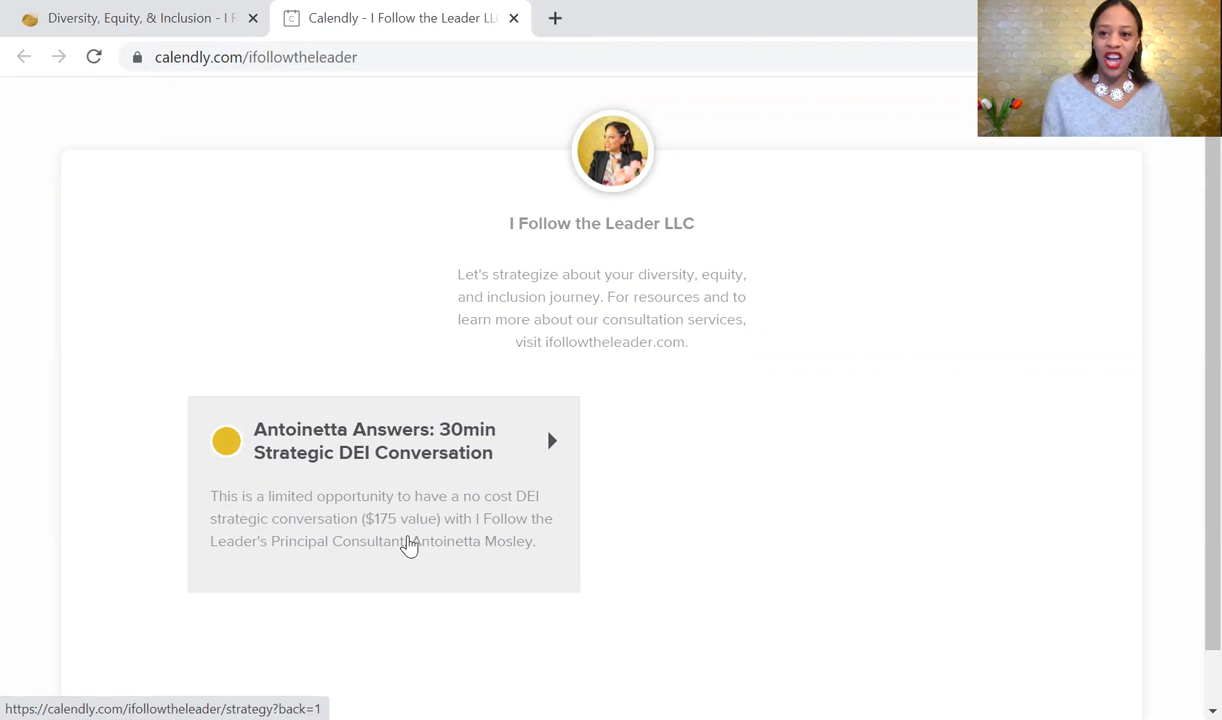 Diversity, Equity, & Inclusion - I F
Calendly - I Follow the Leader LL
calendly.com/ifollowtheleader
I Follow the Leader LLC
Let's strategize about your diversity, equity,
and inclusion journey. For resources and to
learn more about our consultation services,
visit ifollowtheleader.com.
Antoinetta Answers: 30min
Strategic DEI Conversation
This is a limited opportunity to have a no cost DEI
strategic conversation ($175 value) with I Follow the
Leader's Principal Consultant Antoinetta Mosley.
https://calendly.com/ifollowtheleader/strategy?back=1